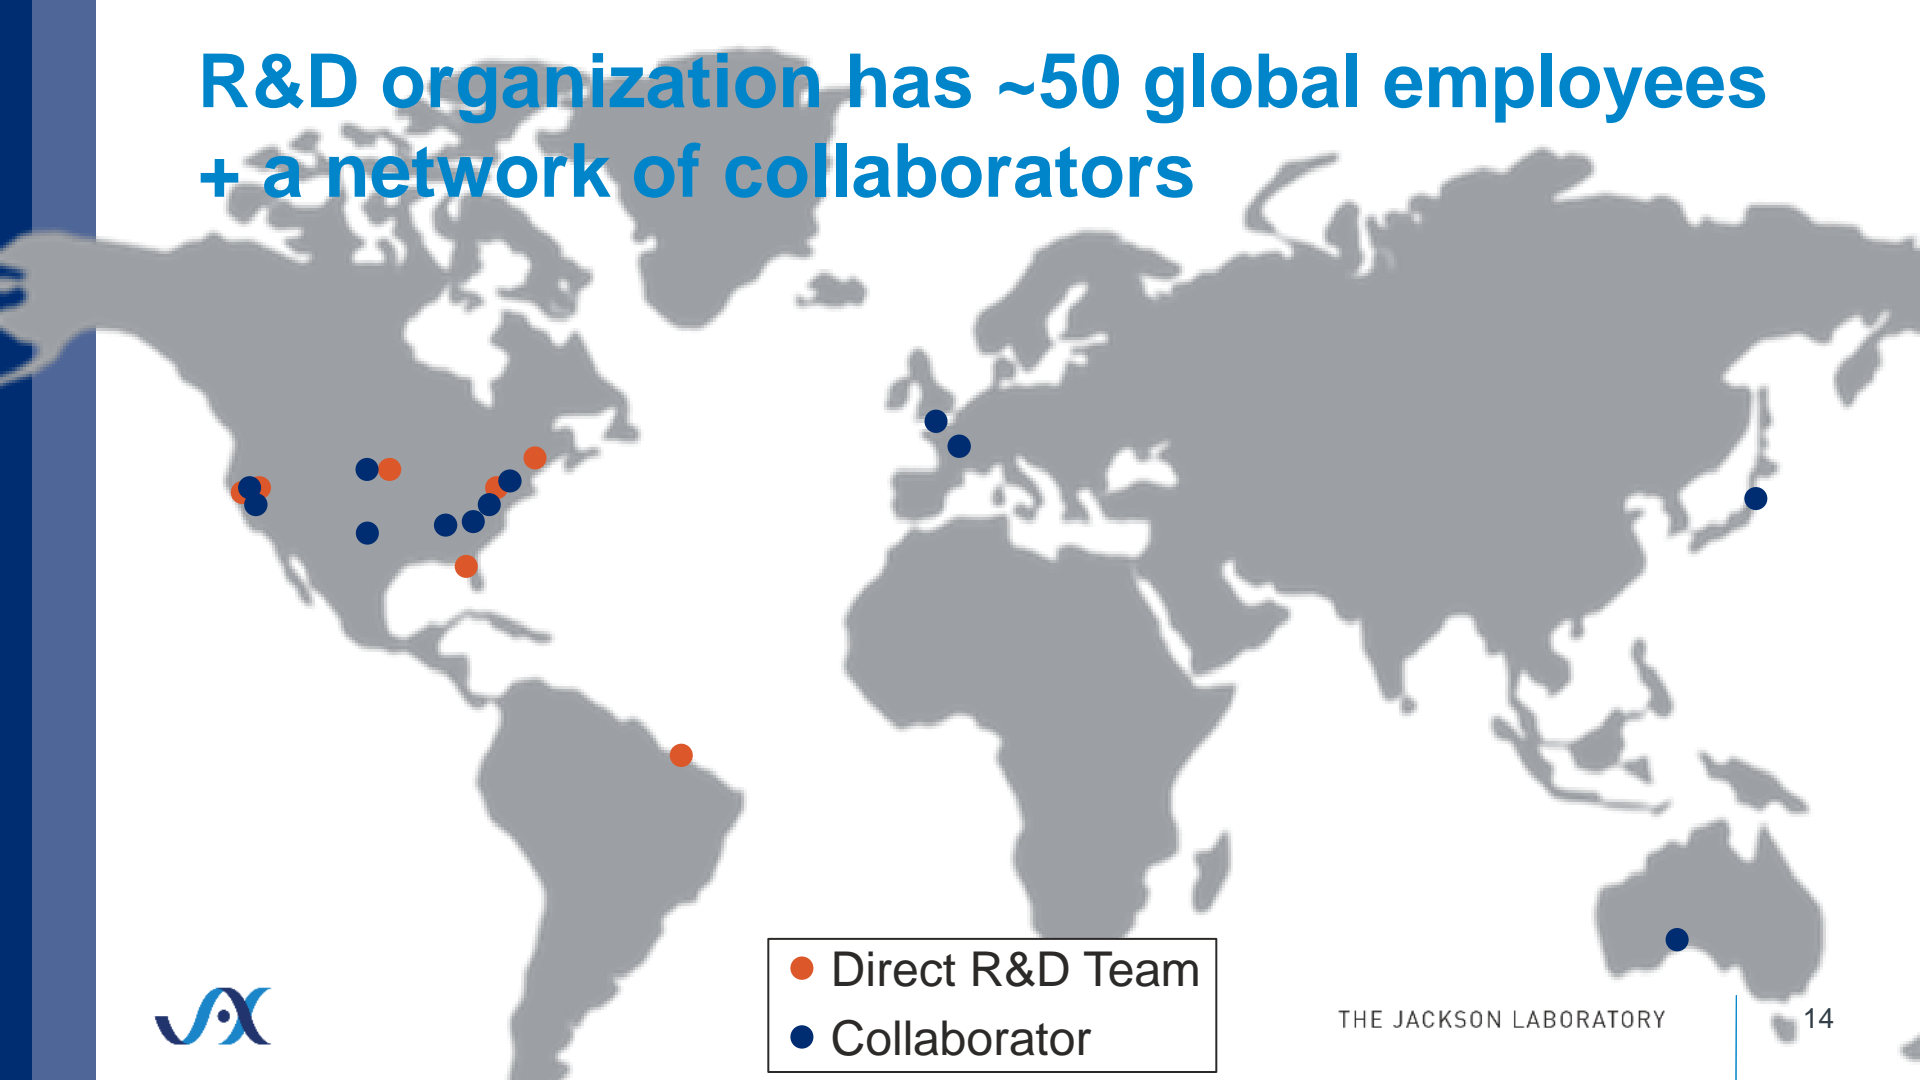 R&D organization has ~50 global employees
+ a network of collaborators
Direct R&D Team
Collaborator
THE JACKSON LABORATORY
14